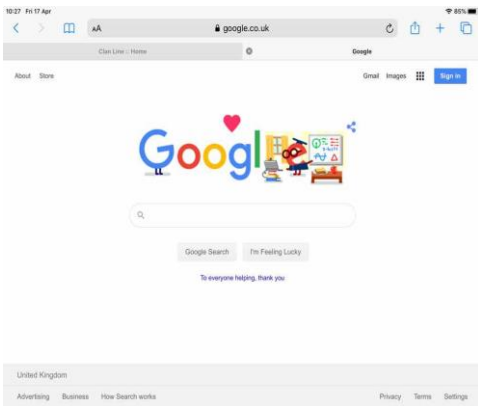 10:27 Fri 17 Apr 85%
AA google.co.uk
Clan Line :: Home Google
About Store Gmail Images Sign in
Google
Google Search I'm Feeling Lucky
To everyone helping, thank you
United Kingdom
Advertising Business How Search works Privacy Terms Settings